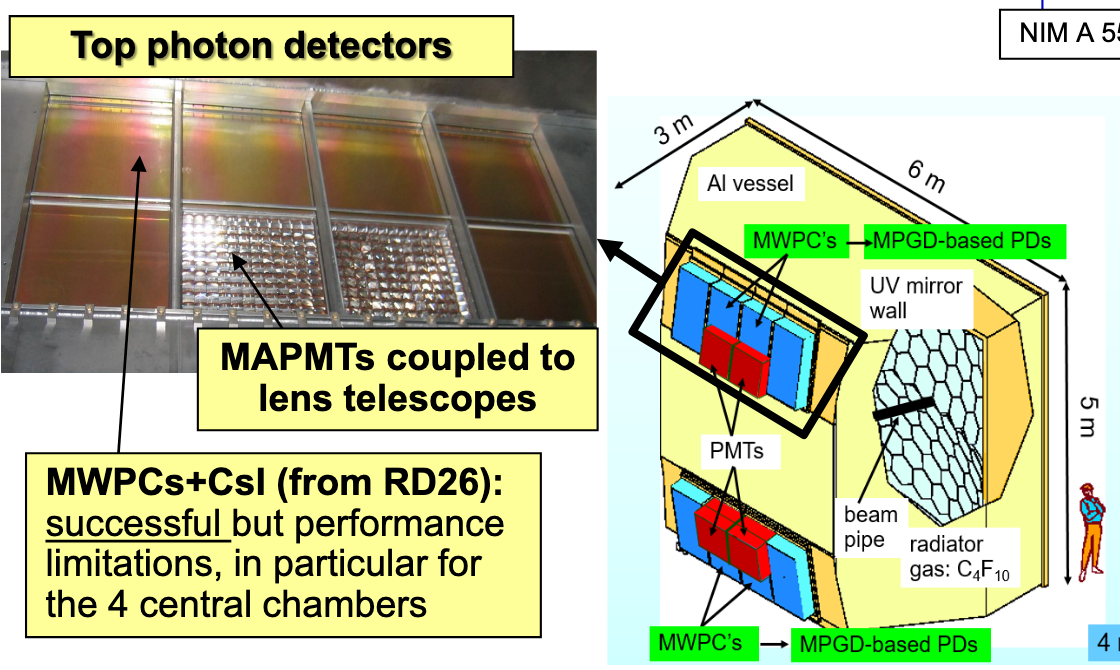 Top photon detectors
NIM A 55
3 m
6 m
Al vessel
MWPC's
MPGD-based PDs
UV mirror
wall
MAPMTs coupled to
lens telescopes
5 m
PMTs
MWPCs+CsI (from RD26):
successful but performance
limitations, in particular for
the 4 central chambers
beam
pipe
radiator
gas: C₄F₁₀
MWPC's
MPGD-based PDs
4